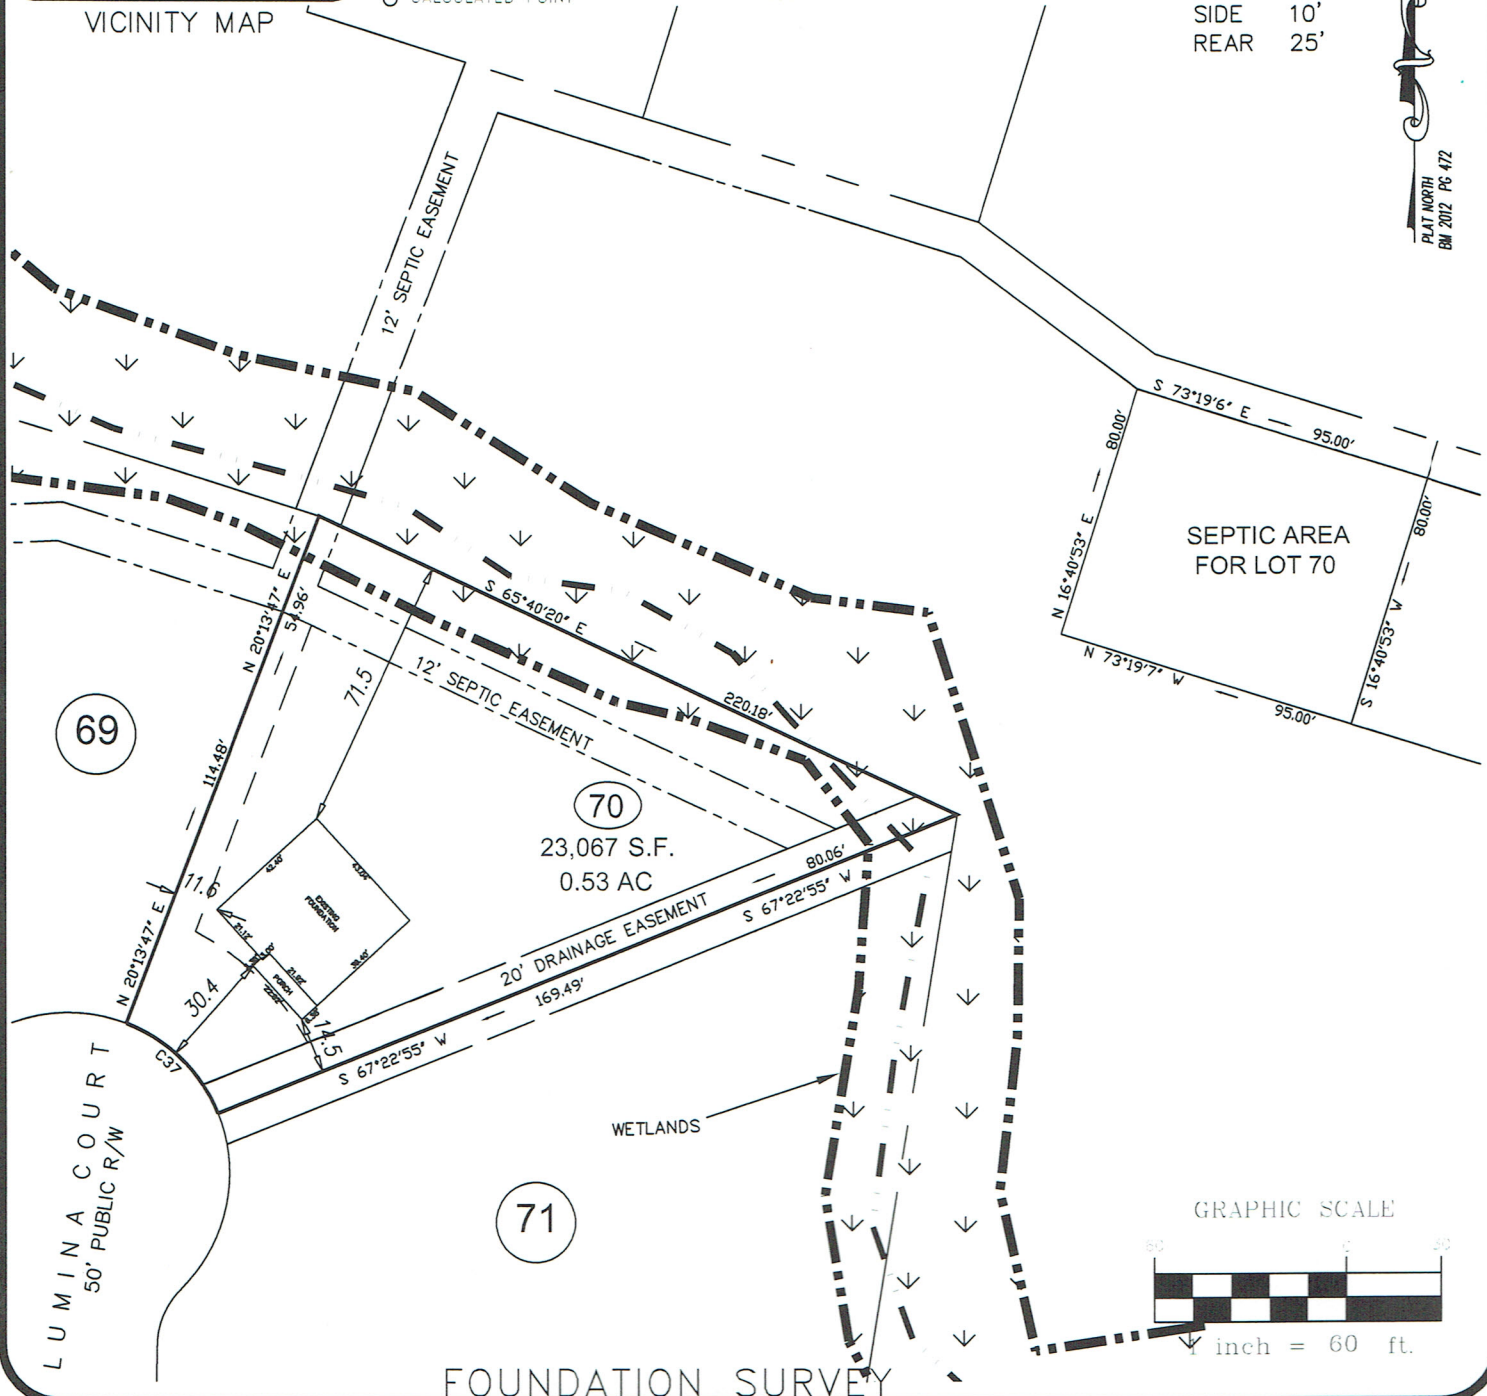 VICINITY MAP
SIDE 10'
REAR 25'
PLAT NORTH
BM 2012 PG 472
12' SEPTIC EASEMENT
S 73°19'6" E
95.00'
80.00'
N 16°40'53" E
SEPTIC AREA
FOR LOT 70
80.00'
S 16°40'53" W
N 73°19'7" W
95.00'
N 20°13'47" E
54.96'
S 65°40'20" E
220.18'
12' SEPTIC EASEMENT
71.5
69
114.48'
70
23,067 S.F.
0.53 AC
80.06'
S 67°22'55" W
11.6
EXISTING
FOUNDATION
PORCH
N 20°13'47" E
30.4
14.5
20' DRAINAGE EASEMENT
169.49'
S 67°22'55" W
C37
LUMINA COURT
50' PUBLIC R/W
WETLANDS
71
GRAPHIC SCALE
1 inch = 60 ft.
FOUNDATION SURVEY